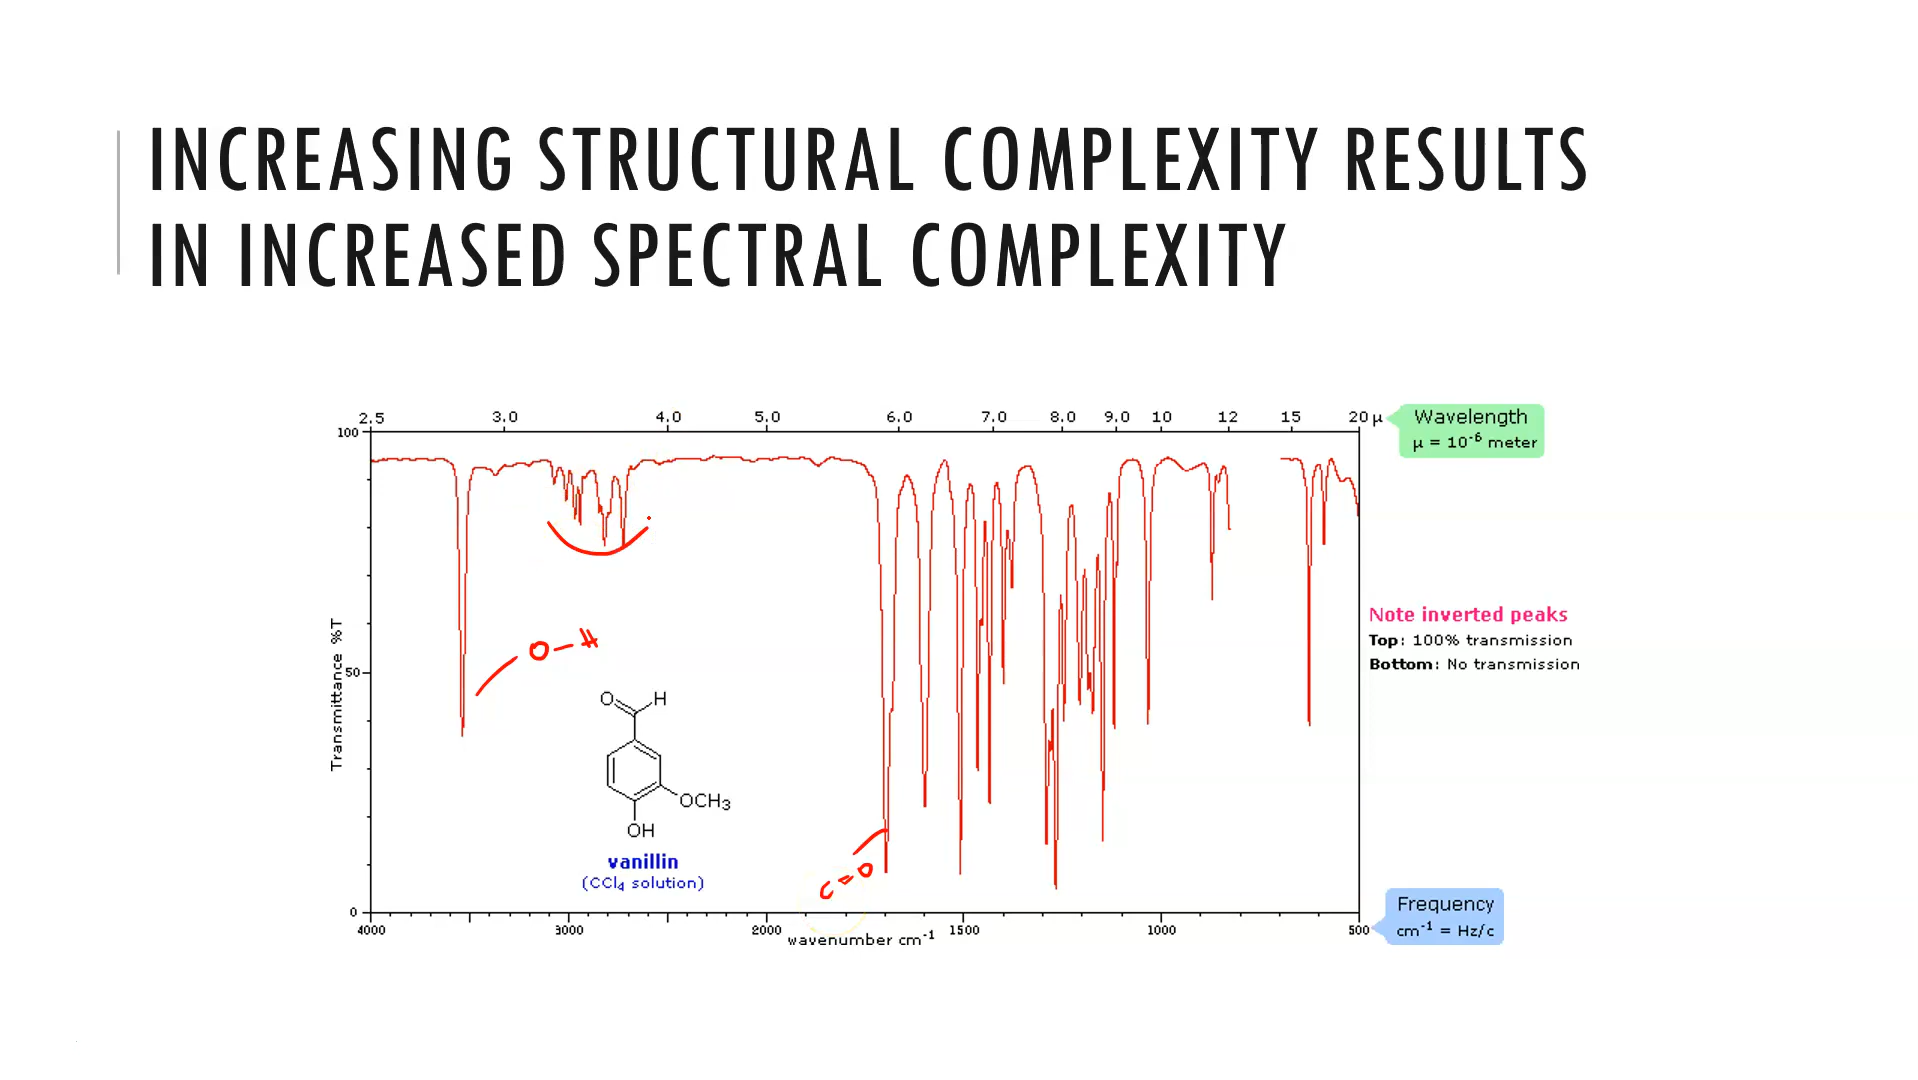 INCREASING STRUCTURAL COMPLEXITY RESULTS
IN INCREASED SPECTRAL COMPLEXITY
2.5 3.0 4.0 5.0 6.0 7.0 8.0 9.0 10 12 15 20 μ
Wavelength
μ = 10⁻⁶ meter
100
50
0
Transmittance %T
O-H
O H
OCH₃
OH
vanillin
(CCl₄ solution)
C=O
Note inverted peaks
Top: 100% transmission
Bottom: No transmission
Frequency
cm⁻¹ = Hz/c
4000 3000 2000 1500 1000 500
wavenumber cm⁻¹